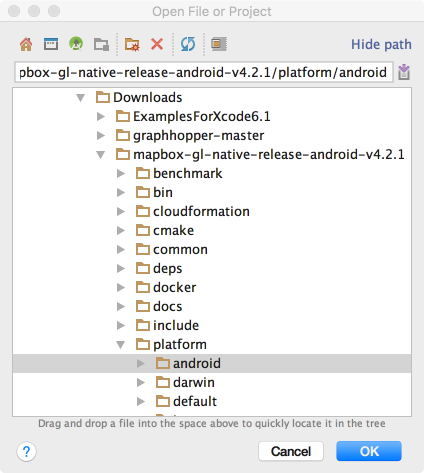 Open File or Project
Hide path
pbox-gl-native-release-android-v4.2.1/platform/android
Downloads
ExamplesForXcode6.1
graphhopper-master
mapbox-gl-native-release-android-v4.2.1
benchmark
bin
cloudformation
cmake
common
deps
docker
docs
include
platform
android
darwin
default
Drag and drop a file into the space above to quickly locate it in the tree
?
Cancel
OK